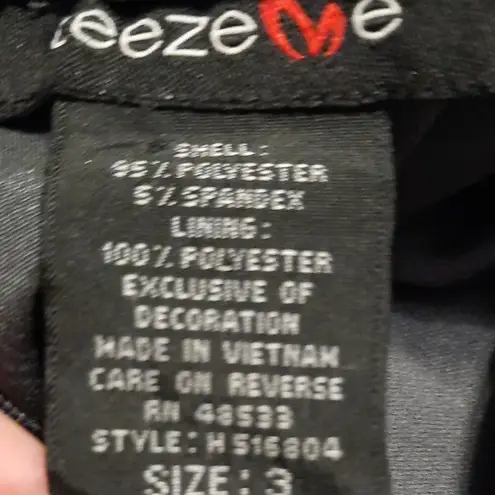 eezeMe
SHELL:
95% POLYESTER
5% SPANDEX
LINING:
100% POLYESTER
EXCLUSIVE OF
DECORATION
MADE IN VIETNAM
CARE ON REVERSE
RN 48533
STYLE: H516804
SIZE: 3